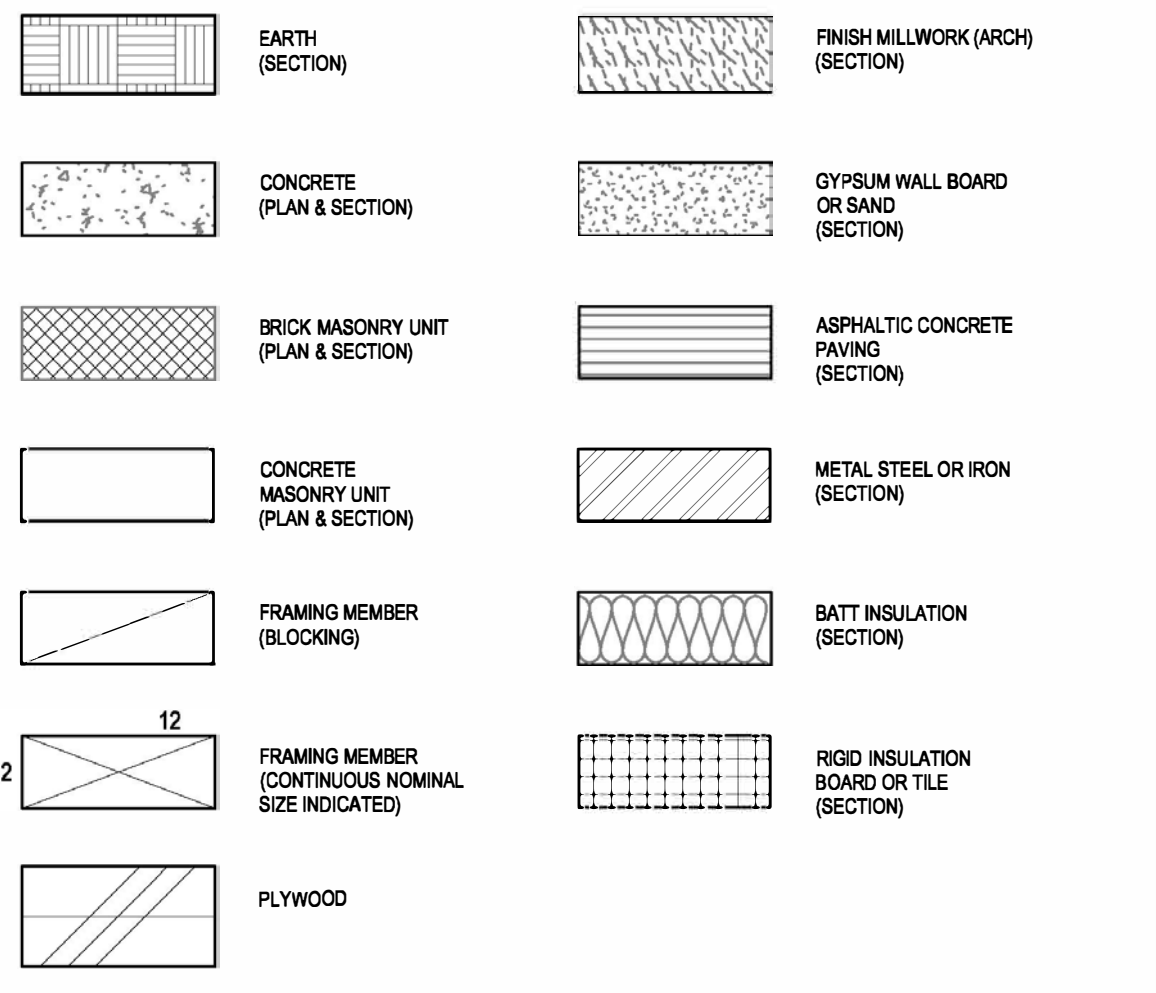 EARTH
(SECTION)
CONCRETE
(PLAN & SECTION)
BRICK MASONRY UNIT
(PLAN & SECTION)
CONCRETE
MASONRY UNIT
(PLAN & SECTION)
FRAMING MEMBER
(BLOCKING)
12
2
FRAMING MEMBER
(CONTINUOUS NOMINAL
SIZE INDICATED)
PLYWOOD
FINISH MILLWORK (ARCH)
(SECTION)
GYPSUM WALL BOARD
OR SAND
(SECTION)
ASPHALTIC CONCRETE
PAVING
(SECTION)
METAL STEEL OR IRON
(SECTION)
BATT INSULATION
(SECTION)
RIGID INSULATION
BOARD OR TILE
(SECTION)